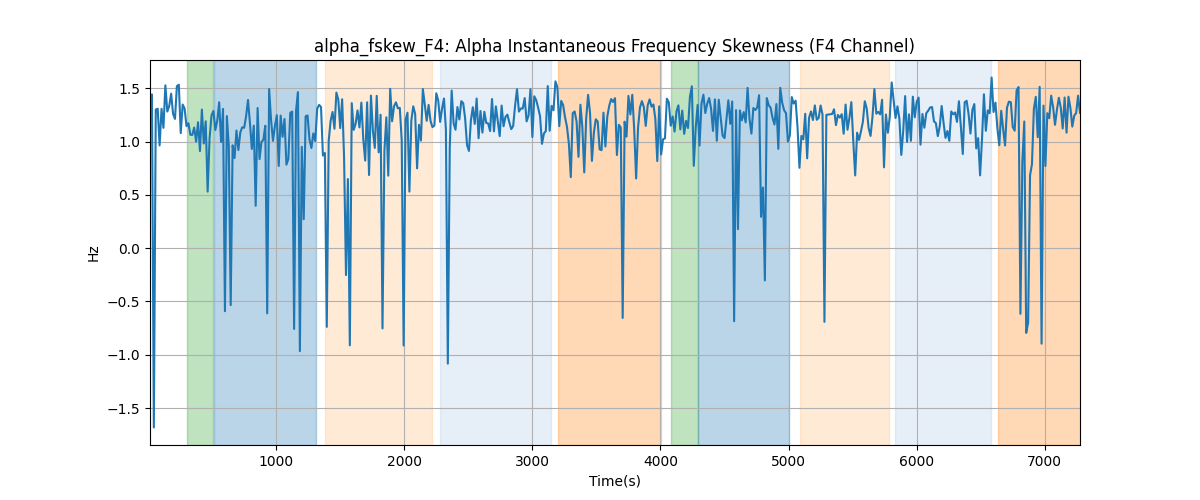 alpha_fskew_F4: Alpha Instantaneous Frequency Skewness (F4 Channel)
1.5
1.0
0.5
0.0
−0.5
−1.0
−1.5
Hz
1000 2000 3000 4000 5000 6000 7000
Time(s)